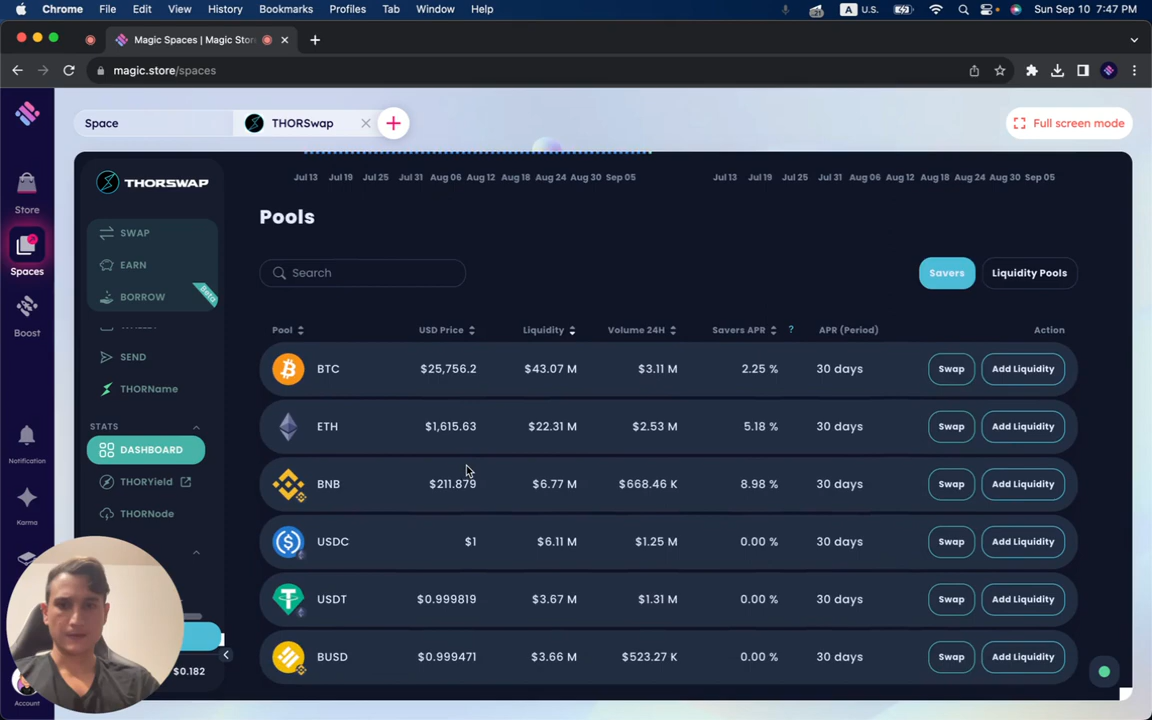 Chrome File Edit View History Bookmarks Profiles Tab Window Help A U.S. Sun Sep 10 7:47 PM
Magic Spaces | Magic Stor
magic.store/spaces
Space THORSwap Full screen mode
Store
Spaces
Boost
Notification
Karma
Account
THORSWAP
SWAP
EARN
BORROW Beta
SEND
THORName
STATS
DASHBOARD
THORYield
THORNode
$0.182
Jul 13 Jul 19 Jul 25 Jul 31 Aug 06 Aug 12 Aug 18 Aug 24 Aug 30 Sep 05 Jul 13 Jul 19 Jul 25 Jul 31 Aug 06 Aug 12 Aug 18 Aug 24 Aug 30 Sep 05
Pools
Search Savers Liquidity Pools
Pool USD Price Liquidity Volume 24H Savers APR ? APR (Period) Action
BTC $25,756.2 $43.07 M $3.11 M 2.25 % 30 days Swap Add Liquidity
ETH $1,615.63 $22.31 M $2.53 M 5.18 % 30 days Swap Add Liquidity
BNB $211.879 $6.77 M $668.46 K 8.98 % 30 days Swap Add Liquidity
USDC $1 $6.11 M $1.25 M 0.00 % 30 days Swap Add Liquidity
USDT $0.999819 $3.67 M $1.31 M 0.00 % 30 days Swap Add Liquidity
BUSD $0.999471 $3.66 M $523.27 K 0.00 % 30 days Swap Add Liquidity